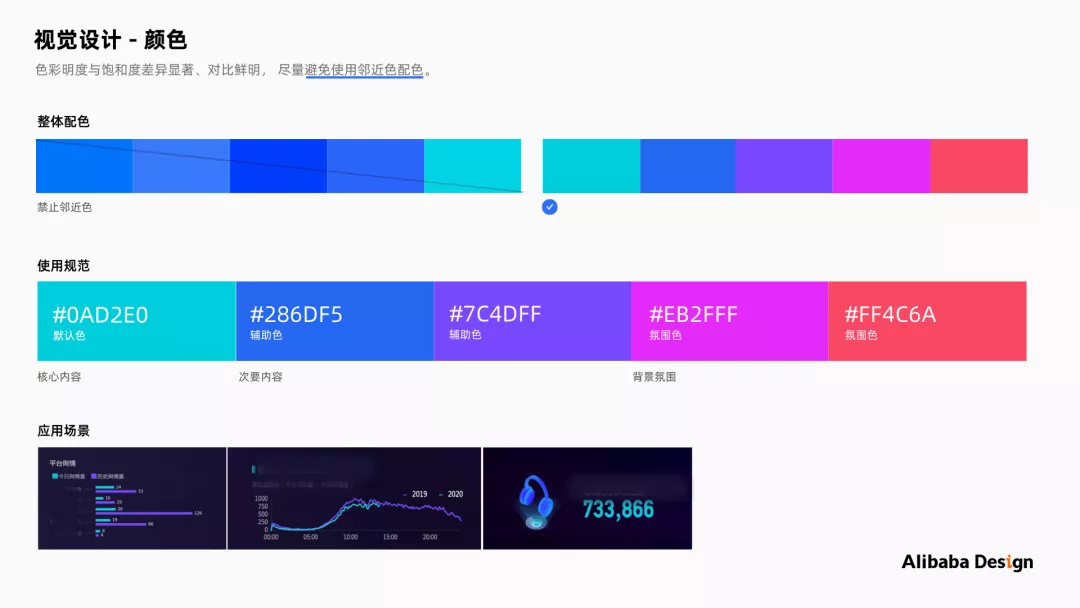 视觉设计 - 颜色
色彩明度与饱和度差异显著、对比鲜明， 尽量避免使用邻近色配色。
整体配色
禁止邻近色
使用规范
#0AD2E0
默认色
#286DF5
辅助色
#7C4DFF
辅助色
#EB2FFF
氛围色
#FF4C6A
氛围色
核心内容
次要内容
背景氛围
应用场景
平台舆情
今日舆情量 历史舆情量
24
53
10
25
26
126
19
66
6
4
2019 2020
1000
750
500
250
0
00:00 05:00 10:00 15:00 20:00
733,866
Alibaba Design